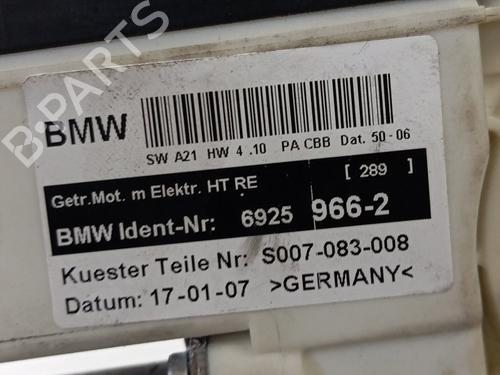 B-PARTS
BMW
SW A21 HW 4 .10 PA CBB Dat. 50 - 06
Getr.Mot. m Elektr. HT RE [ 289 ]
BMW Ident-Nr: 6925 966-2
Kuester Teile Nr: S007-083-008
Datum: 17-01-07 >GERMANY<